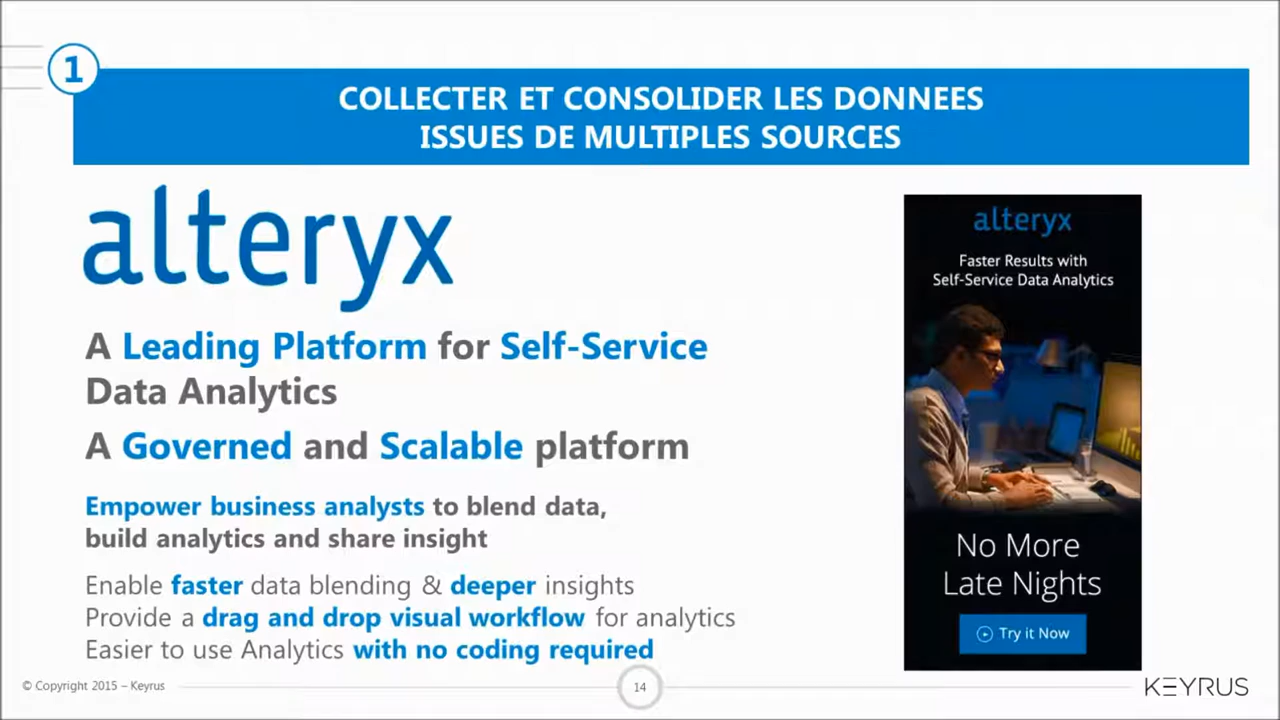 1
COLLECTER ET CONSOLIDER LES DONNEES
ISSUES DE MULTIPLES SOURCES
alteryx
A Leading Platform for Self-Service
Data Analytics
A Governed and Scalable platform
Empower business analysts to blend data,
build analytics and share insight
Enable faster data blending & deeper insights
Provide a drag and drop visual workflow for analytics
Easier to use Analytics with no coding required
alteryx
Faster Results with
Self-Service Data Analytics
No More
Late Nights
Try it Now
© Copyright 2015 – Keyrus
14
KEYRUS